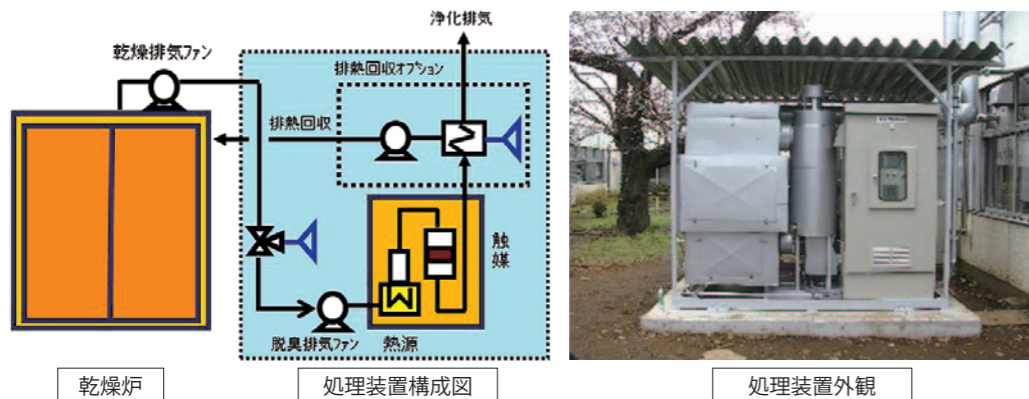 浄化排気
乾燥排気ファン
排熱回収オプション
排熱回収
触
媒
脱臭排気ファン
熱源
乾燥炉
処理装置構成図
処理装置外観